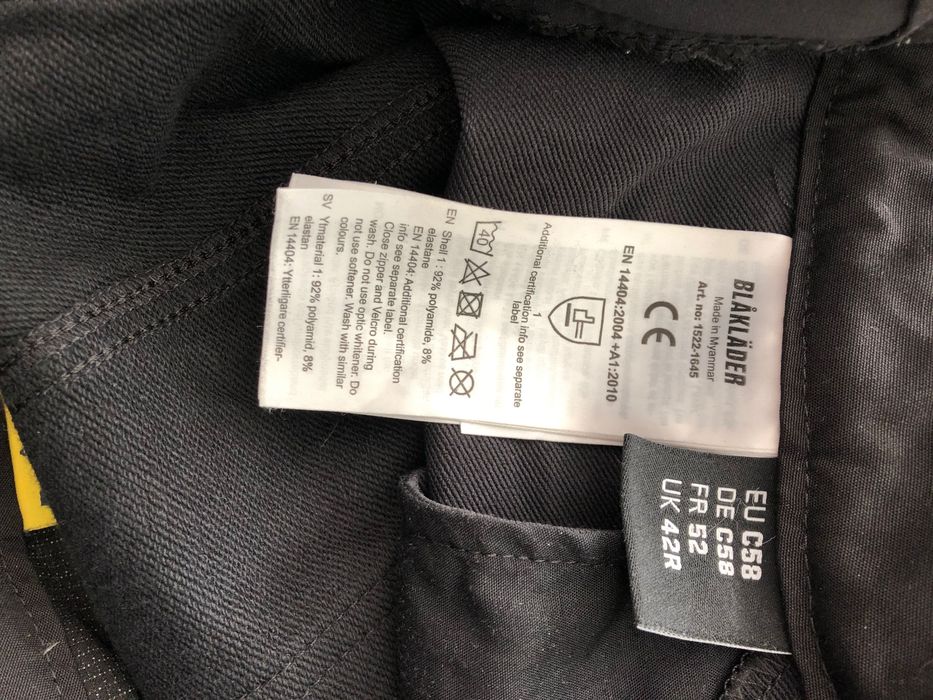 BLÅKLÄDER
Made in Myanmar
Art. no: 1522-1645
CE
EN 14404:2004 +A1:2010
1
Additional certification info see separate
label
40
EN Shell 1: 92% polyamide, 8%
elastane
EN 14404: Additional certification
info see separate label.
Close zipper and Velcro during
wash. Do not use optic whitener. Do
not use softener. Wash with similar
colours.
SV Ytmaterial 1: 92% polyamid, 8%
elastan
EN 14404: Ytterligare certifier-
EU C58
DE C58
FR 52
UK 42R